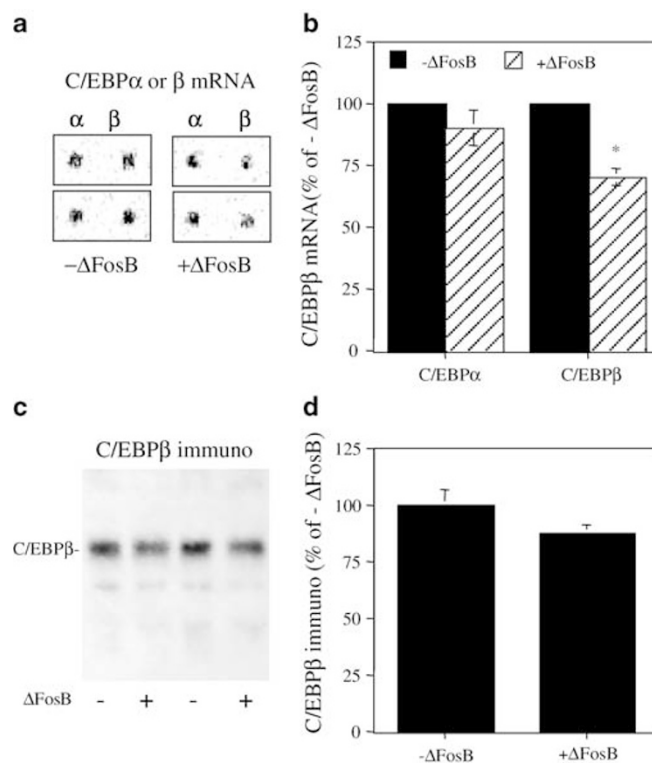 a
C/EBPα or β mRNA
α β α β
−ΔFosB +ΔFosB
b
C/EBPβ mRNA(% of - ΔFosB)
125
100
75
50
25
0
-ΔFosB +ΔFosB
*
C/EBPα C/EBPβ
c
C/EBPβ immuno
C/EBPβ-
ΔFosB - + - +
d
C/EBPβ immuno (% of - ΔFosB)
125
100
75
50
25
0
-ΔFosB +ΔFosB